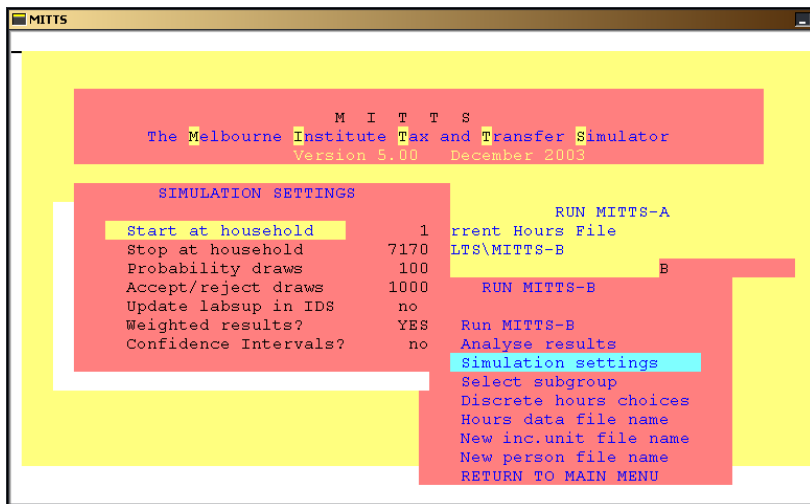 MITTS
M I T T S
The Melbourne Institute Tax and Transfer Simulator
Version 5.00 December 2003
SIMULATION SETTINGS
RUN MITTS-A
Start at household 1
rrent Hours File
Stop at household 7170
LTS\MITTS-B
Probability draws 100
B
Accept/reject draws 1000
RUN MITTS-B
Update labsup in IDS no
Weighted results? YES
Run MITTS-B
Confidence Intervals? no
Analyse results
Simulation settings
Select subgroup
Discrete hours choices
Hours data file name
New inc.unit file name
New person file name
RETURN TO MAIN MENU